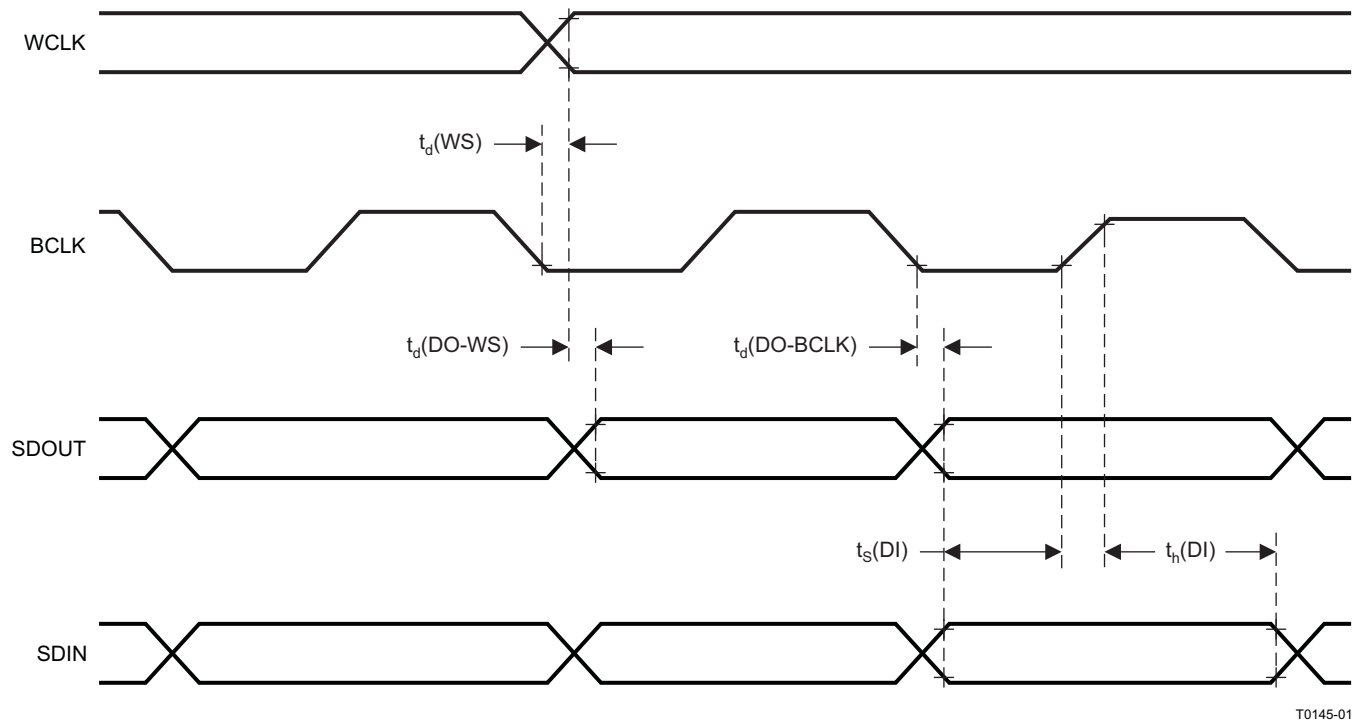 WCLK
t_d(WS)
BCLK
t_d(DO-WS)
t_d(DO-BCLK)
SDOUT
t_S(DI)
t_h(DI)
SDIN
T0145-01